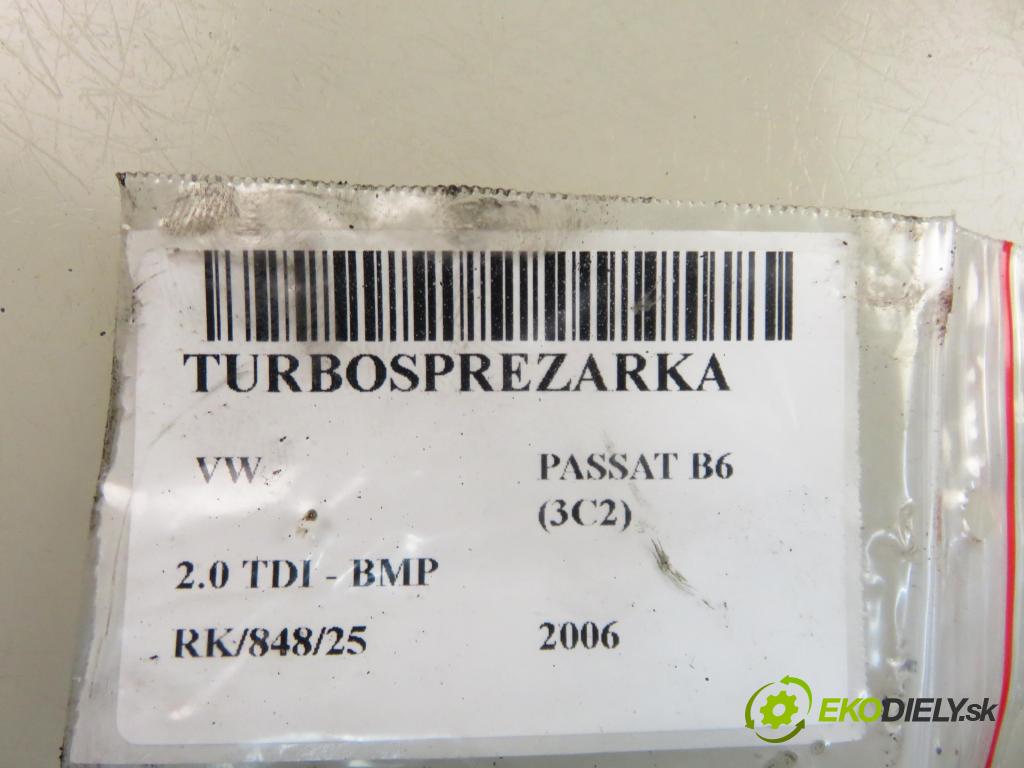 TURBOSPREZARKA
VW
PASSAT B6
(3C2)
2.0 TDI - BMP
RK/848/25
2006
EKODIELY.sk